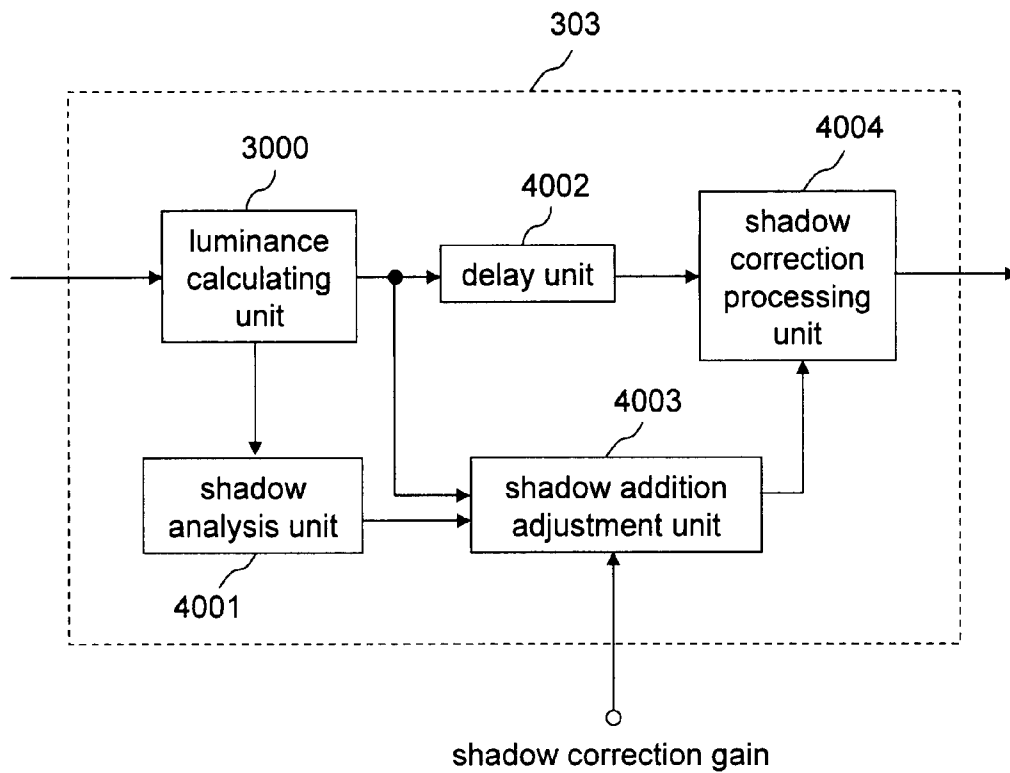 303
3000
4004
4002
luminance
calculating
unit
delay unit
shadow
correction
processing
unit
4003
shadow
analysis unit
shadow addition
adjustment unit
4001
shadow correction gain